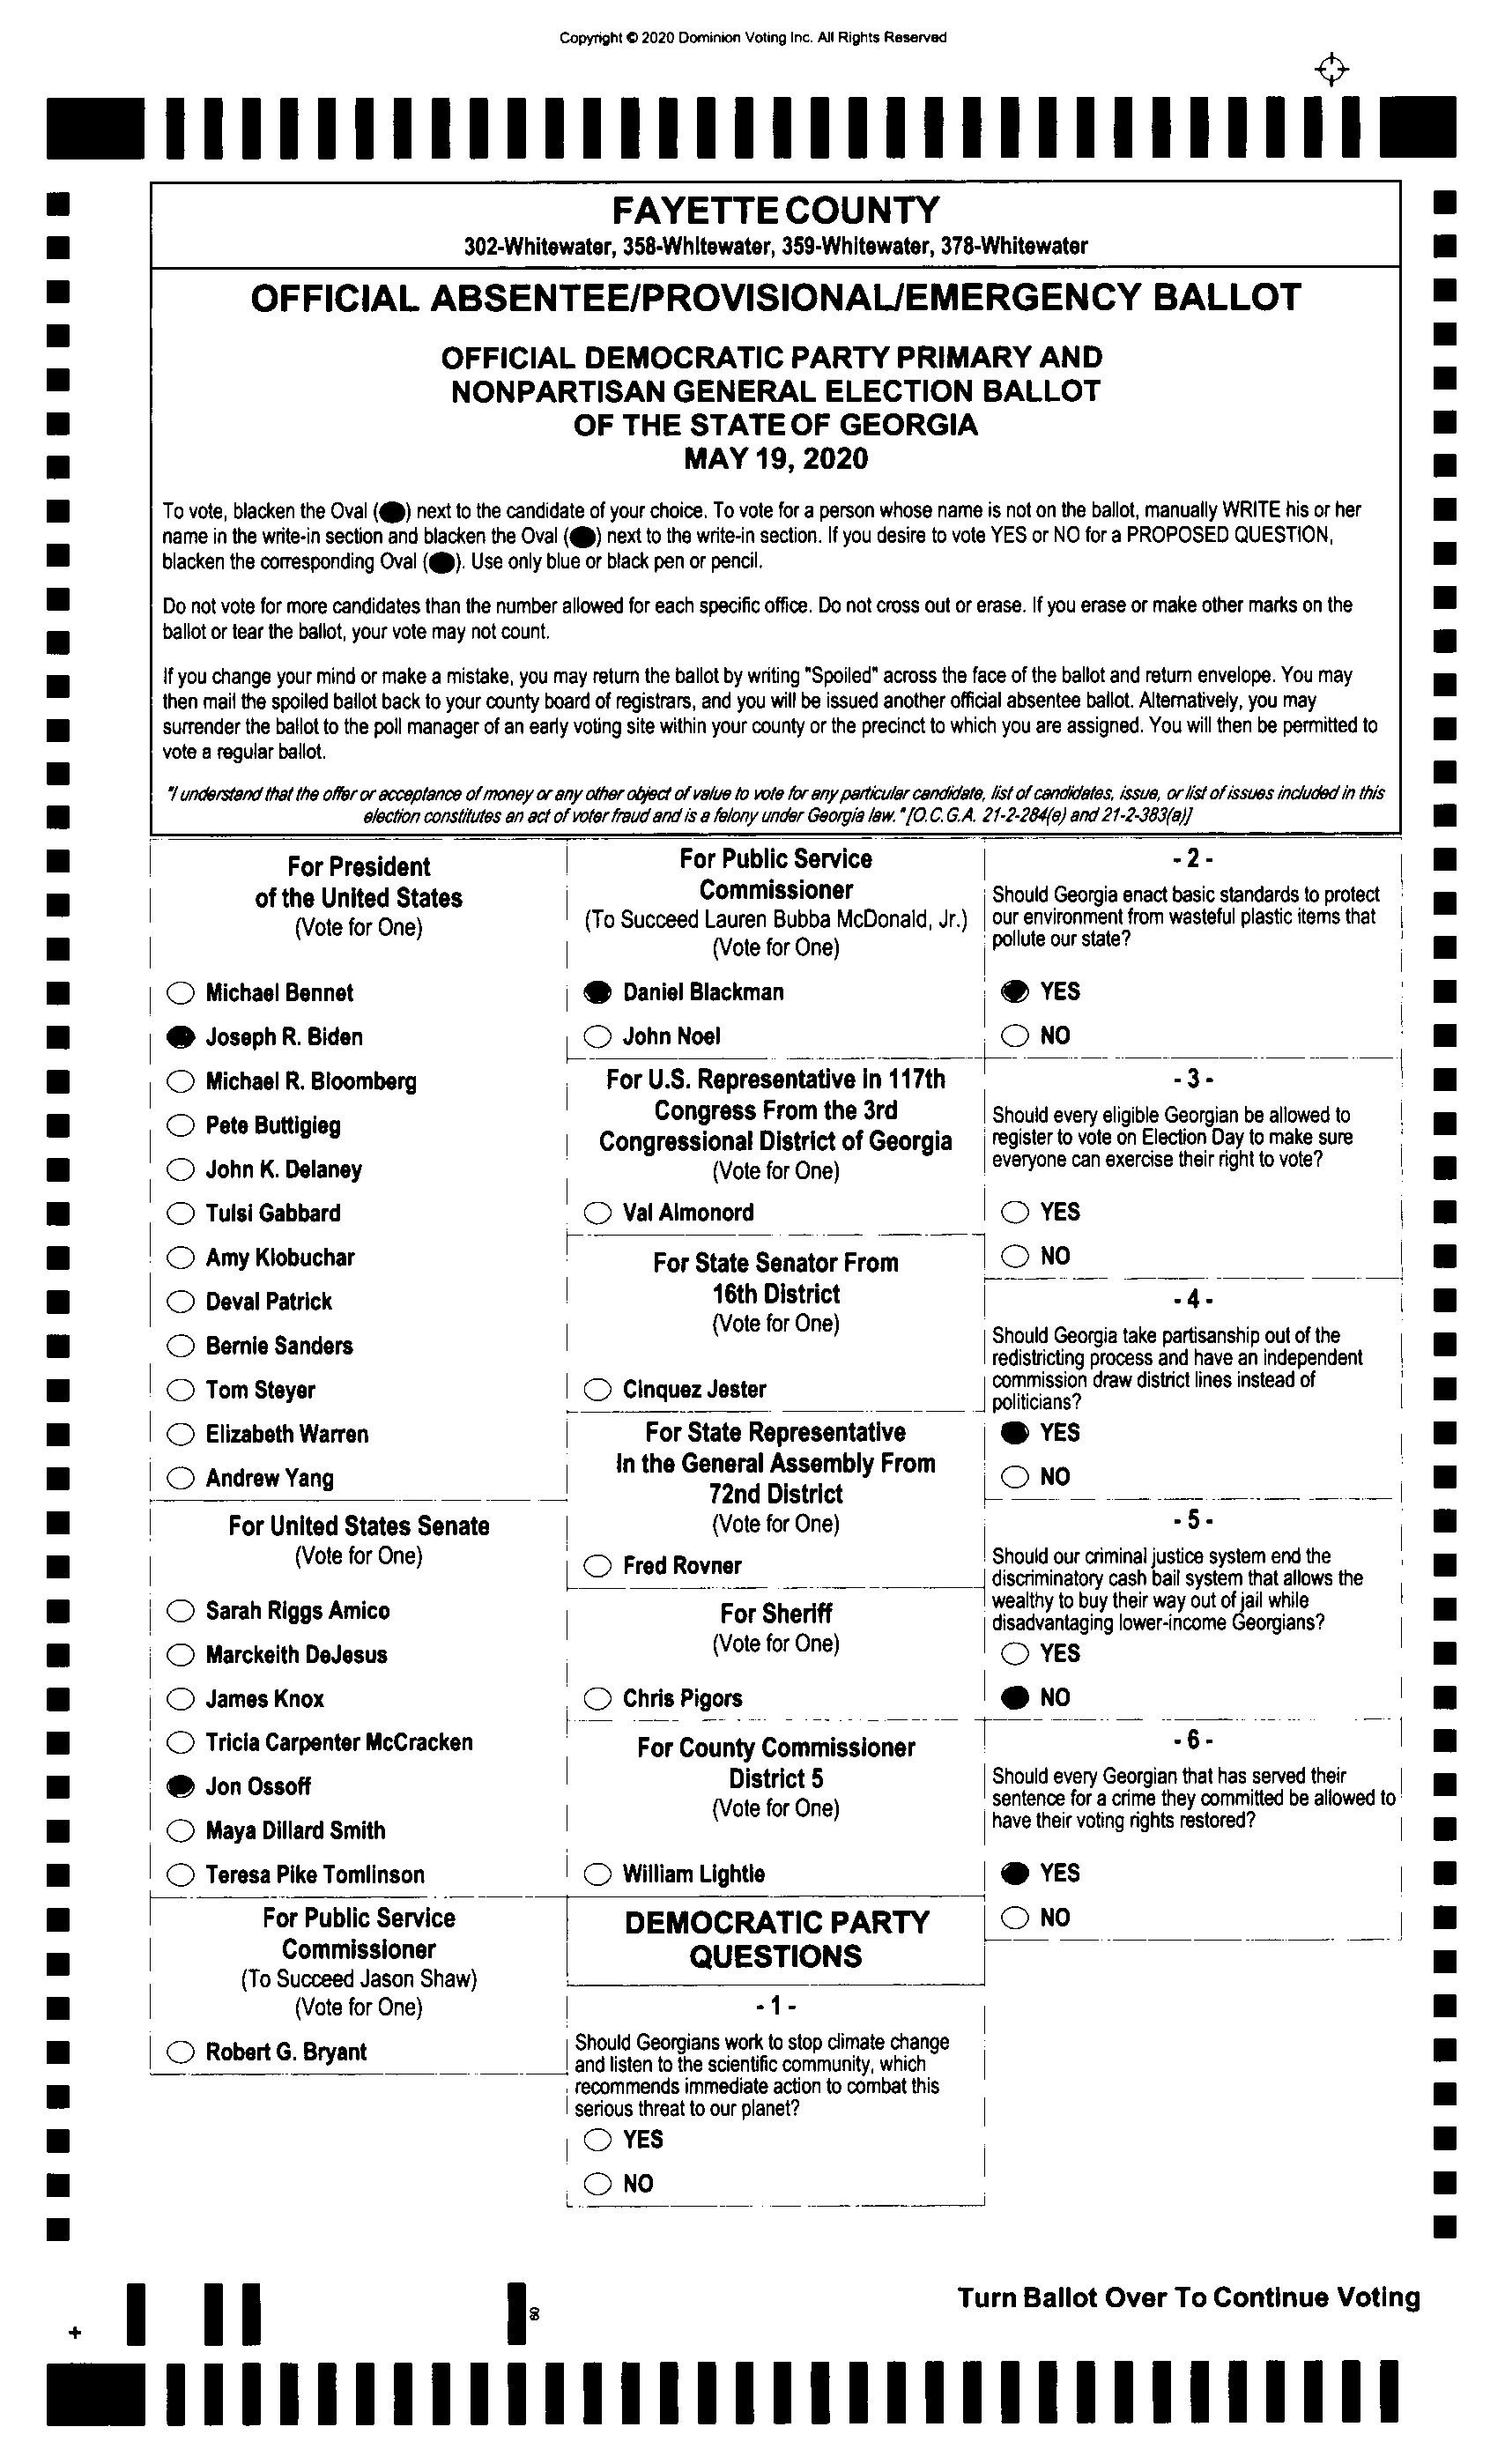 Copyright © 2020 Dominion Voting Inc. All Rights Reserved
FAYETTE COUNTY
302-Whitewater, 358-Whitewater, 359-Whitewater, 378-Whitewater
OFFICIAL ABSENTEE/PROVISIONAL/EMERGENCY BALLOT
OFFICIAL DEMOCRATIC PARTY PRIMARY AND
NONPARTISAN GENERAL ELECTION BALLOT
OF THE STATE OF GEORGIA
MAY 19, 2020
To vote, blacken the Oval (⬤) next to the candidate of your choice. To vote for a person whose name is not on the ballot, manually WRITE his or her
name in the write-in section and blacken the Oval (⬤) next to the write-in section. If you desire to vote YES or NO for a PROPOSED QUESTION,
blacken the corresponding Oval (⬤). Use only blue or black pen or pencil.
Do not vote for more candidates than the number allowed for each specific office. Do not cross out or erase. If you erase or make other marks on the
ballot or tear the ballot, your vote may not count.
If you change your mind or make a mistake, you may return the ballot by writing "Spoiled" across the face of the ballot and return envelope. You may
then mail the spoiled ballot back to your county board of registrars, and you will be issued another official absentee ballot. Alternatively, you may
surrender the ballot to the poll manager of an early voting site within your county or the precinct to which you are assigned. You will then be permitted to
vote a regular ballot.
"I understand that the offer or acceptance of money or any other object of value to vote for any particular candidate, list of candidates, issue, or list of issues included in this
election constitutes an act of voter fraud and is a felony under Georgia law. "[O.C.G.A. 21-2-284(e) and 21-2-383(a)]
For President
of the United States
(Vote for One)
Michael Bennet
Joseph R. Biden
Michael R. Bloomberg
Pete Buttigieg
John K. Delaney
Tulsi Gabbard
Amy Klobuchar
Deval Patrick
Bernie Sanders
Tom Steyer
Elizabeth Warren
Andrew Yang
For United States Senate
(Vote for One)
Sarah Riggs Amico
Marckeith DeJesus
James Knox
Tricia Carpenter McCracken
Jon Ossoff
Maya Dillard Smith
Teresa Pike Tomlinson
For Public Service
Commissioner
(To Succeed Jason Shaw)
(Vote for One)
Robert G. Bryant
For Public Service
Commissioner
(To Succeed Lauren Bubba McDonald, Jr.)
(Vote for One)
Daniel Blackman
John Noel
For U.S. Representative in 117th
Congress From the 3rd
Congressional District of Georgia
(Vote for One)
Val Almonord
For State Senator From
16th District
(Vote for One)
Cinquez Jester
For State Representative
In the General Assembly From
72nd District
(Vote for One)
Fred Rovner
For Sheriff
(Vote for One)
Chris Pigors
For County Commissioner
District 5
(Vote for One)
William Lightle
DEMOCRATIC PARTY
QUESTIONS
- 1 -
Should Georgians work to stop climate change
and listen to the scientific community, which
recommends immediate action to combat this
serious threat to our planet?
YES
NO
- 2 -
Should Georgia enact basic standards to protect
our environment from wasteful plastic items that
pollute our state?
YES
NO
- 3 -
Should every eligible Georgian be allowed to
register to vote on Election Day to make sure
everyone can exercise their right to vote?
YES
NO
- 4 -
Should Georgia take partisanship out of the
redistricting process and have an independent
commission draw district lines instead of
politicians?
YES
NO
- 5 -
Should our criminal justice system end the
discriminatory cash bail system that allows the
wealthy to buy their way out of jail while
disadvantaging lower-income Georgians?
YES
NO
- 6 -
Should every Georgian that has served their
sentence for a crime they committed be allowed to
have their voting rights restored?
YES
NO
Turn Ballot Over To Continue Voting